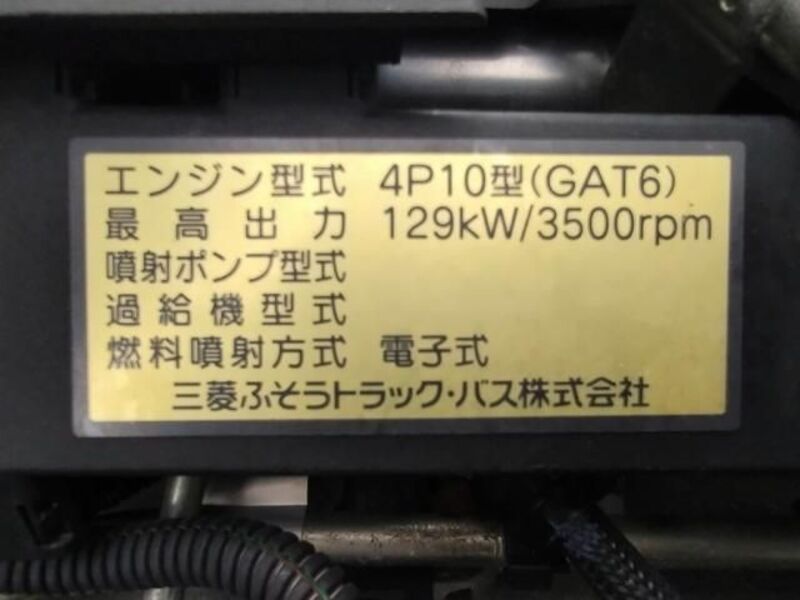 エンジン型式 4P10型(GAT6)
最高出力 129kW/3500rpm
噴射ポンプ型式
過給機型式
燃料噴射方式 電子式
三菱ふそうトラック・バス株式会社